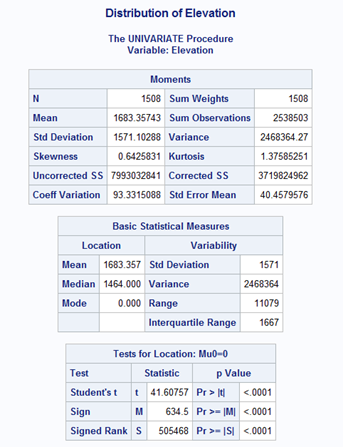 Distribution of Elevation
The UNIVARIATE Procedure
Variable: Elevation
Moments
N 1508 Sum Weights 1508
Mean 1683.35743 Sum Observations 2538503
Std Deviation 1571.10288 Variance 2468364.27
Skewness 0.6425831 Kurtosis 1.37585251
Uncorrected SS 7993032841 Corrected SS 3719824962
Coeff Variation 93.3315088 Std Error Mean 40.4579576
Basic Statistical Measures
Location Variability
Mean 1683.357 Std Deviation 1571
Median 1464.000 Variance 2468364
Mode 0.000 Range 11079
Interquartile Range 1667
Tests for Location: Mu0=0
Test Statistic p Value
Student's t t 41.60757 Pr > |t| <.0001
Sign M 634.5 Pr >= |M| <.0001
Signed Rank S 505468 Pr >= |S| <.0001